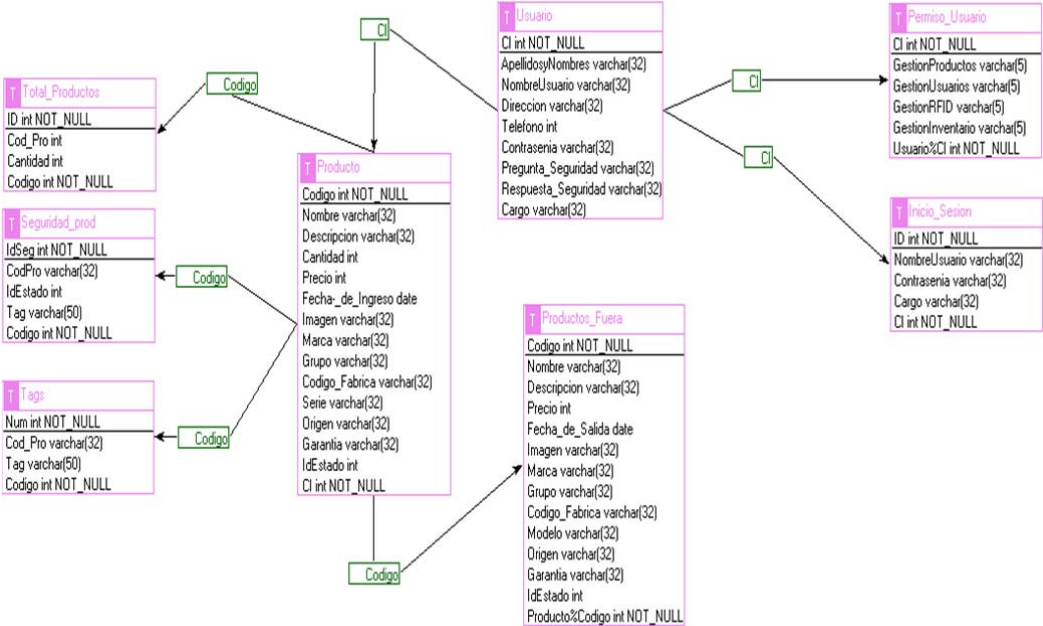 Total_Productos
ID int NOT_NULL
Cod_Pro int
Cantidad int
Codigo int NOT_NULL
Seguridad_prod
IdSeg int NOT_NULL
CodPro varchar(32)
IdEstado int
Tag varchar(50)
Codigo int NOT_NULL
Tags
Num int NOT_NULL
Cod_Pro varchar(32)
Tag varchar(50)
Codigo int NOT_NULL
Codigo
Codigo
Codigo
CI
Producto
Codigo int NOT_NULL
Nombre varchar(32)
Descripcion varchar(32)
Cantidad int
Precio int
Fecha-_de_Ingreso date
Imagen varchar(32)
Marca varchar(32)
Grupo varchar(32)
Codigo_Fabrica varchar(32)
Serie varchar(32)
Origen varchar(32)
Garantia varchar(32)
IdEstado int
CI int NOT_NULL
Codigo
Usuario
CI int NOT_NULL
ApellidosyNombres varchar(32)
NombreUsuario varchar(32)
Direccion varchar(32)
Telefono int
Contrasenia varchar(32)
Pregunta_Seguridad varchar(32)
Respuesta_Seguridad varchar(32)
Cargo varchar(32)
Productos_Fuera
Codigo int NOT_NULL
Nombre varchar(32)
Descripcion varchar(32)
Precio int
Fecha_de_Salida date
Imagen varchar(32)
Marca varchar(32)
Grupo varchar(32)
Codigo_Fabrica varchar(32)
Modelo varchar(32)
Origen varchar(32)
Garantia varchar(32)
IdEstado int
Producto%Codigo int NOT_NULL
CI
CI
Permiso_Usuario
CI int NOT_NULL
GestionProductos varchar(5)
GestionUsuarios varchar(5)
GestionRFID varchar(5)
GestionInventario varchar(5)
Usuario%CI int NOT_NULL
Inicio_Sesion
ID int NOT_NULL
NombreUsuario varchar(32)
Contrasenia varchar(32)
Cargo varchar(32)
CI int NOT_NULL